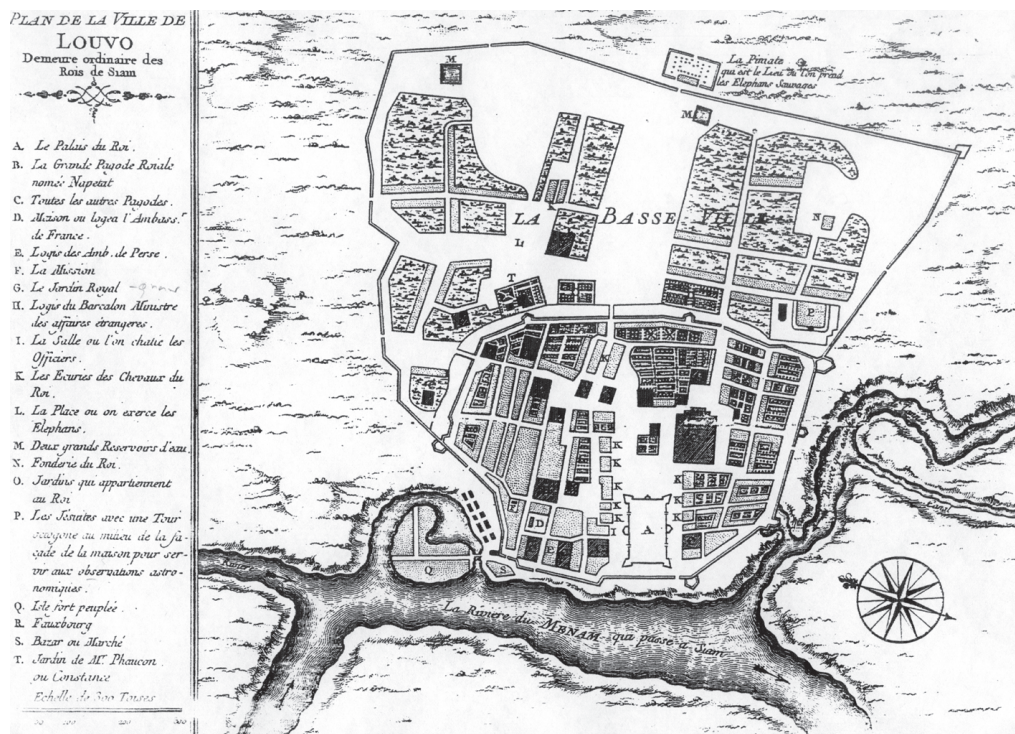 PLAN DE LA VILLE DE
LOUVO
Demeure ordinaire des
Rois de Siam
A. Le Palais du Roi.
B. La Grande Pagode Roiale
nomée Napetat
C. Toutes les autres Pagodes.
D. Maison ou logea l'Ambass.r
de France.
E. Logis des Amb. de Perse.
F. La Mission
G. Le Jardin Royal
H. Logis du Barcalon Ministre
des affaires étrangeres.
I. La Salle ou l'on chatie les
Officiers.
K. Les Ecuries des Chevaux du
Roi.
L. La Place ou on exerce les
Elephans.
M. Deux grands Reservoirs d'eau
N. Fonderie du Roi.
O. Jardins qui appartiennent
au Roi
P. Les Jesuites avec une Tour
octogone au milieu de la fa-
çade de la maison pour ser-
vir aux observations astro-
nomiques.
Q. Isle fort peuplée.
R. Fauxbourg
S. Bazar ou Marché
T. Jardin de Mr. Phaucon
ou Constance
Echelle de 300 Toises
M
La Pimate
qui est le Lieu ou l'on prend
les Elephans Sauvages
M
LA BASSE VILLE
N
L
T
P
K
K
K
K
K
K
K
K
F
D
I
A
E
Q
S
Riviere
La Riviere du MENAM qui passe à Siam